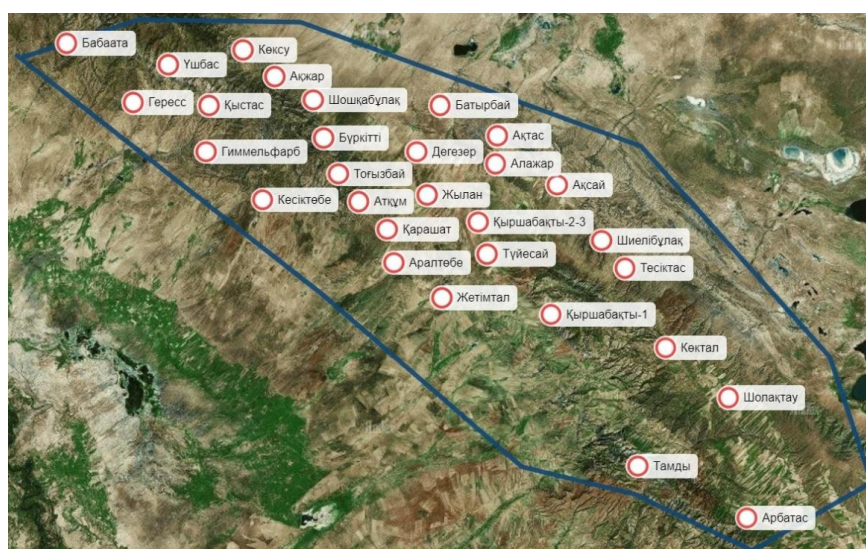 Бабаата
Көксу
Үшбас
Ақжар
Гересс
Қыстас
Шошқабұлақ
Батырбай
Бүркітті
Ақтас
Гиммельфарб
Дегезер
Алажар
Тоғызбай
Ақсай
Кесіктөбе
Атқұм
Жылан
Қарашат
Қыршабақты-2-3
Шиелібұлақ
Аралтөбе
Түйесай
Тесіктас
Жетімтал
Қыршабақты-1
Көктал
Шолақтау
Тамды
Арбатас